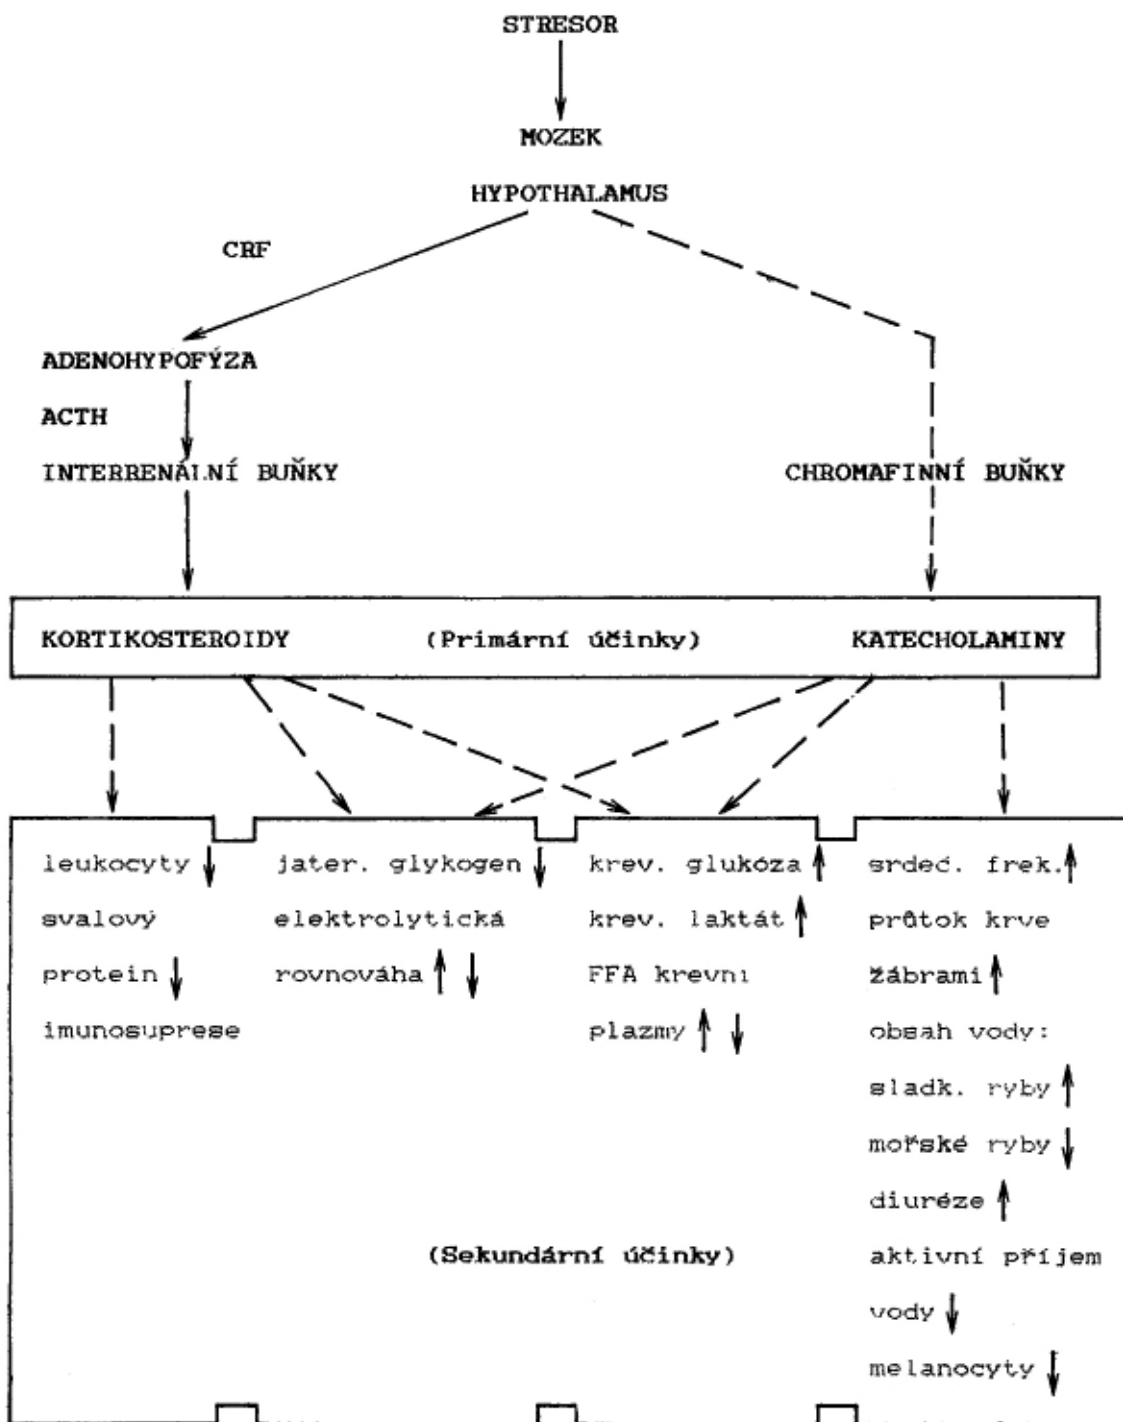 STRESOR
MOZEK
HYPOTHALAMUS
CRF
ADENOHYPOFÝZA
ACTH
INTERRENÁLNÍ BUŇKY
CHROMAFINNÍ BUŇKY
KORTIKOSTEROIDY (Primární účinky) KATECHOLAMINY
leukocyty ↓
svalový
protein ↓
imunosuprese
jater. glykogen ↓
elektrolytická
rovnováha ↑ ↓
krev. glukóza ↑
krev. laktát ↑
FFA krevní
plazmy ↑ ↓
srdeč. frek. ↑
průtok krve
žábrami ↑
obsah vody:
sladk. ryby ↑
mořské ryby ↓
diuréze ↑
aktivní příjem
vody ↓
melanocyty ↓
(Sekundární účinky)